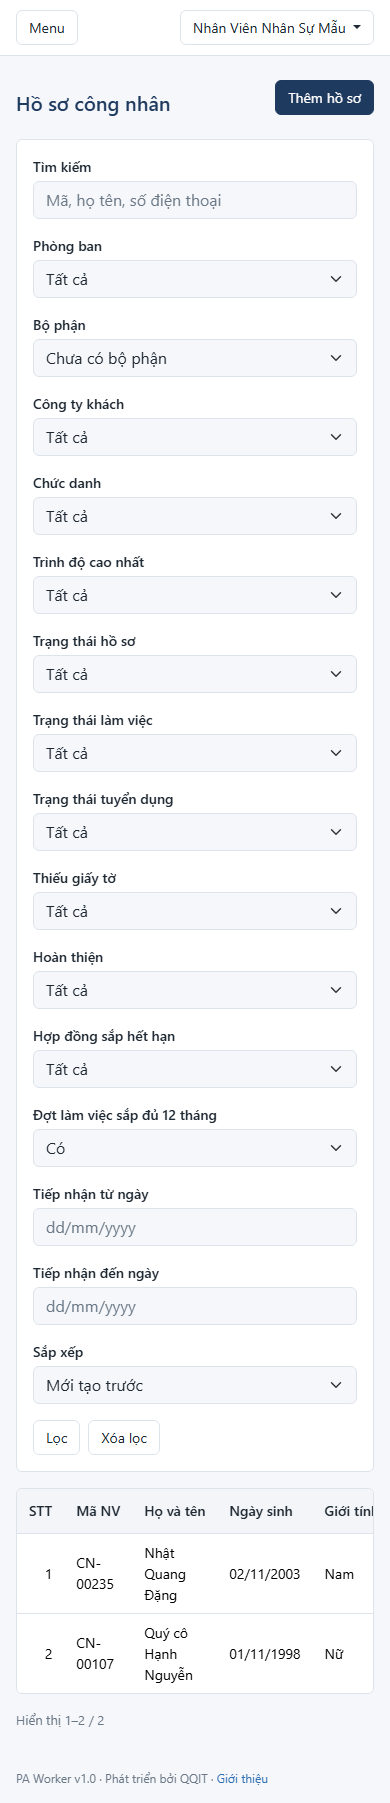 Menu
Nhân Viên Nhân Sự Mẫu
Hồ sơ công nhân
Thêm hồ sơ
Tìm kiếm
Mã, họ tên, số điện thoại
Phòng ban
Tất cả
Bộ phận
Chưa có bộ phận
Công ty khách
Tất cả
Chức danh
Tất cả
Trình độ cao nhất
Tất cả
Trạng thái hồ sơ
Tất cả
Trạng thái làm việc
Tất cả
Trạng thái tuyển dụng
Tất cả
Thiếu giấy tờ
Tất cả
Hoàn thiện
Tất cả
Hợp đồng sắp hết hạn
Tất cả
Đợt làm việc sắp đủ 12 tháng
Có
Tiếp nhận từ ngày
dd/mm/yyyy
Tiếp nhận đến ngày
dd/mm/yyyy
Sắp xếp
Mới tạo trước
Lọc
Xóa lọc
STT Mã NV Họ và tên Ngày sinh Giới tính
1 CN-00235 Nhật Quang Đặng 02/11/2003 Nam
2 CN-00107 Quý cô Hạnh Nguyễn 01/11/1998 Nữ
Hiển thị 1–2 / 2
PA Worker v1.0 · Phát triển bởi QQIT · Giới thiệu